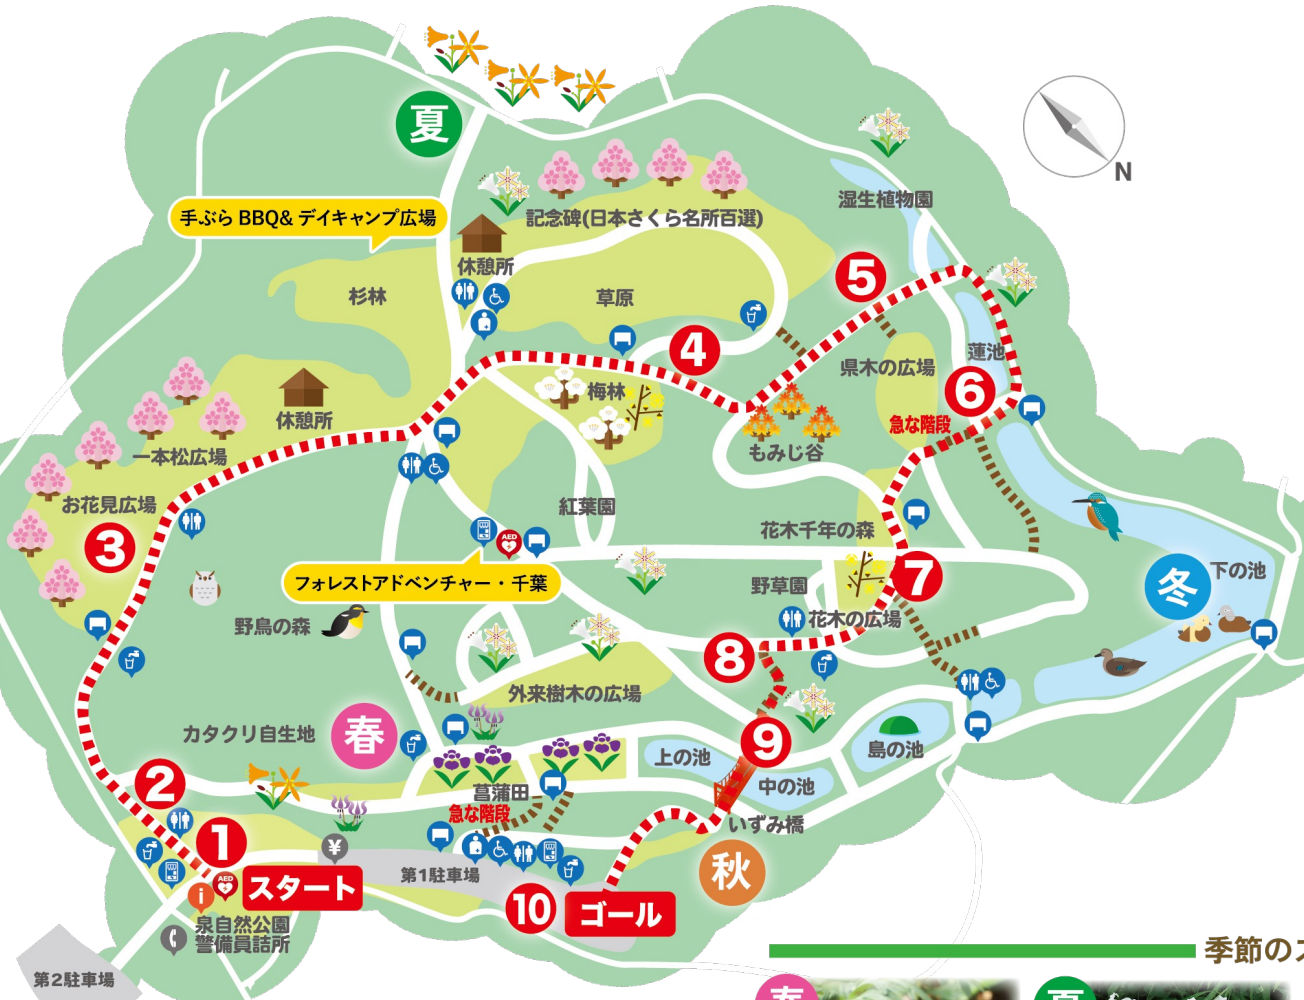 夏
N
手ぶら BBQ& デイキャンプ広場
湿生植物園
記念碑(日本さくら名所百選)
休憩所
杉林
草原
5
4
蓮池
県木の広場
6
梅林
急な階段
休憩所
一本松広場
もみじ谷
お花見広場
紅葉園
3
花木千年の森
AED
フォレストアドベンチャー・千葉
7
冬
下の池
野草園
花木の広場
野鳥の森
8
外来樹木の広場
カタクリ自生地
春
9
島の池
上の池
中の池
2
菖蒲田
急な階段
いずみ橋
1
¥
第1駐車場
秋
AED
スタート
i
10
ゴール
泉自然公園
警備員詰所
季節のス
第2駐車場
春
夏